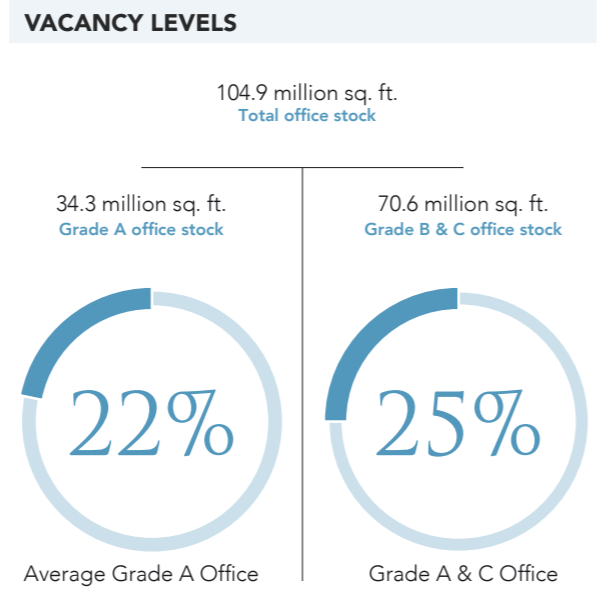 VACANCY LEVELS
104.9 million sq. ft.
Total office stock
34.3 million sq. ft.
Grade A office stock
70.6 million sq. ft.
Grade B & C office stock
22%
25%
Average Grade A Office
Grade A & C Office